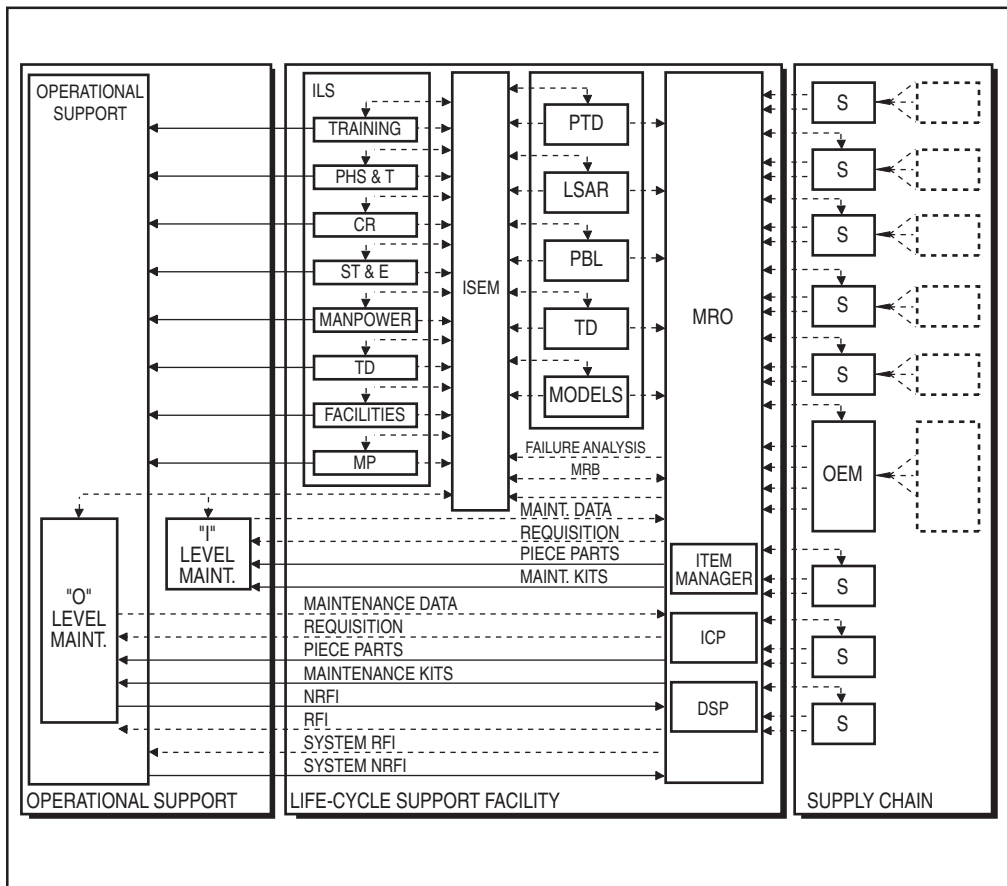 OPERATIONAL
SUPPORT
ILS
TRAINING
PHS & T
CR
ST & E
MANPOWER
TD
FACILITIES
MP
ISEM
PTD
LSAR
PBL
TD
MODELS
MRO
FAILURE ANALYSIS
MRB
S
S
S
S
S
OEM
S
S
S
"I"
LEVEL
MAINT.
"O"
LEVEL
MAINT.
MAINT. DATA
REQUISITION
PIECE PARTS
MAINT. KITS
MAINTENANCE DATA
REQUISITION
PIECE PARTS
MAINTENANCE KITS
NRFI
RFI
SYSTEM RFI
SYSTEM NRFI
ITEM
MANAGER
ICP
DSP
OPERATIONAL SUPPORT
LIFE-CYCLE SUPPORT FACILITY
SUPPLY CHAIN